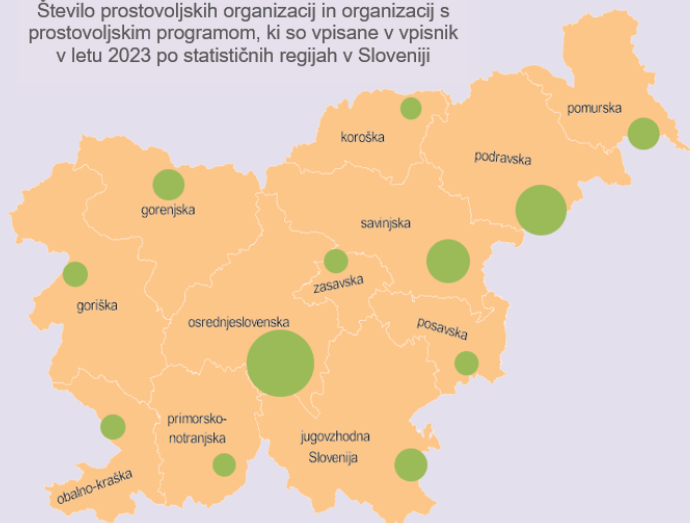 Število prostovoljskih organizacij in organizacij s
prostovoljskim programom, ki so vpisane v vpisnik
v letu 2023 po statističnih regijah v Sloveniji
pomurska
koroška
podravska
gorenjska
savinjska
zasavska
goriška
osrednjeslovenska
posavska
primorsko-
notranjska
jugovzhodna
Slovenija
obalno-kraška